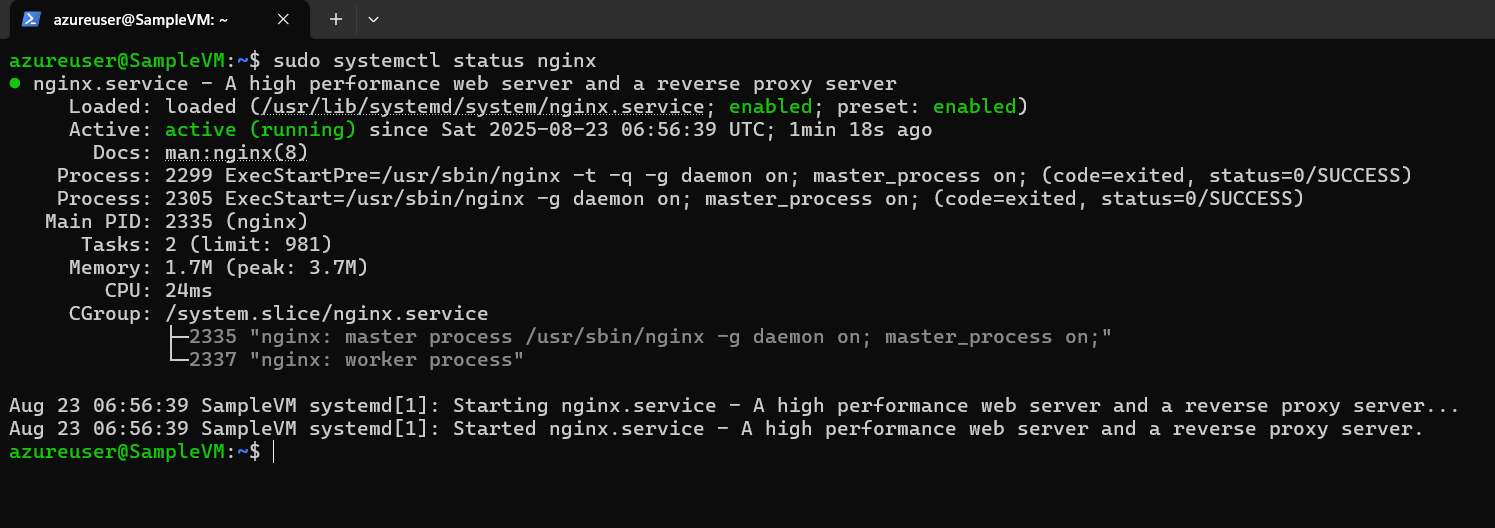 azureuser@SampleVM: ~
azureuser@SampleVM:~$ sudo systemctl status nginx
● nginx.service - A high performance web server and a reverse proxy server
     Loaded: loaded (/usr/lib/systemd/system/nginx.service; enabled; preset: enabled)
     Active: active (running) since Sat 2025-08-23 06:56:39 UTC; 1min 18s ago
       Docs: man:nginx(8)
    Process: 2299 ExecStartPre=/usr/sbin/nginx -t -q -g daemon on; master_process on; (code=exited, status=0/SUCCESS)
    Process: 2305 ExecStart=/usr/sbin/nginx -g daemon on; master_process on; (code=exited, status=0/SUCCESS)
   Main PID: 2335 (nginx)
      Tasks: 2 (limit: 981)
     Memory: 1.7M (peak: 3.7M)
        CPU: 24ms
     CGroup: /system.slice/nginx.service
             ├─2335 "nginx: master process /usr/sbin/nginx -g daemon on; master_process on;"
             └─2337 "nginx: worker process"
Aug 23 06:56:39 SampleVM systemd[1]: Starting nginx.service - A high performance web server and a reverse proxy server...
Aug 23 06:56:39 SampleVM systemd[1]: Started nginx.service - A high performance web server and a reverse proxy server.
azureuser@SampleVM:~$